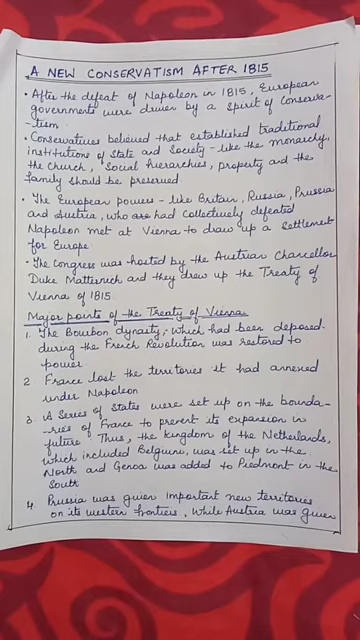 A NEW CONSERVATISM AFTER 1815
• After the defeat of Napoleon in 1815, European
governments were driven by a spirit of Conserva-
-tism
• Conservatives believed that established traditional
institutions of State and Society - like the monarchy,
the Church, Social hierarchies, property and the
family should be preserved
• The European powers - like Britain, Russia, Prussia
and Austria, who had Collectively defeated
Napoleon met at Vienna to draw up a Settlement
for Europe
• The Congress was hosted by the Austrian Chancellor
Duke Matternich and they drew up the Treaty of
Vienna of 1815.
Major points of the Treaty of Vienna
1. The Bourbon dynasty, which had been deposed
during the French Revolution was restored to
power
2 France lost the territories it had annexed
under Napoleon
3 A Series of States were set up on the bounda-
-ries of France to prevent its expansion in
future Thus, the kingdom of the Netherlands,
which included Belguim, was set up in the
North and Genoa was added to Piedmont in the
South
4 Prussia was given important new territories
on its western frontiers, while Austria was given